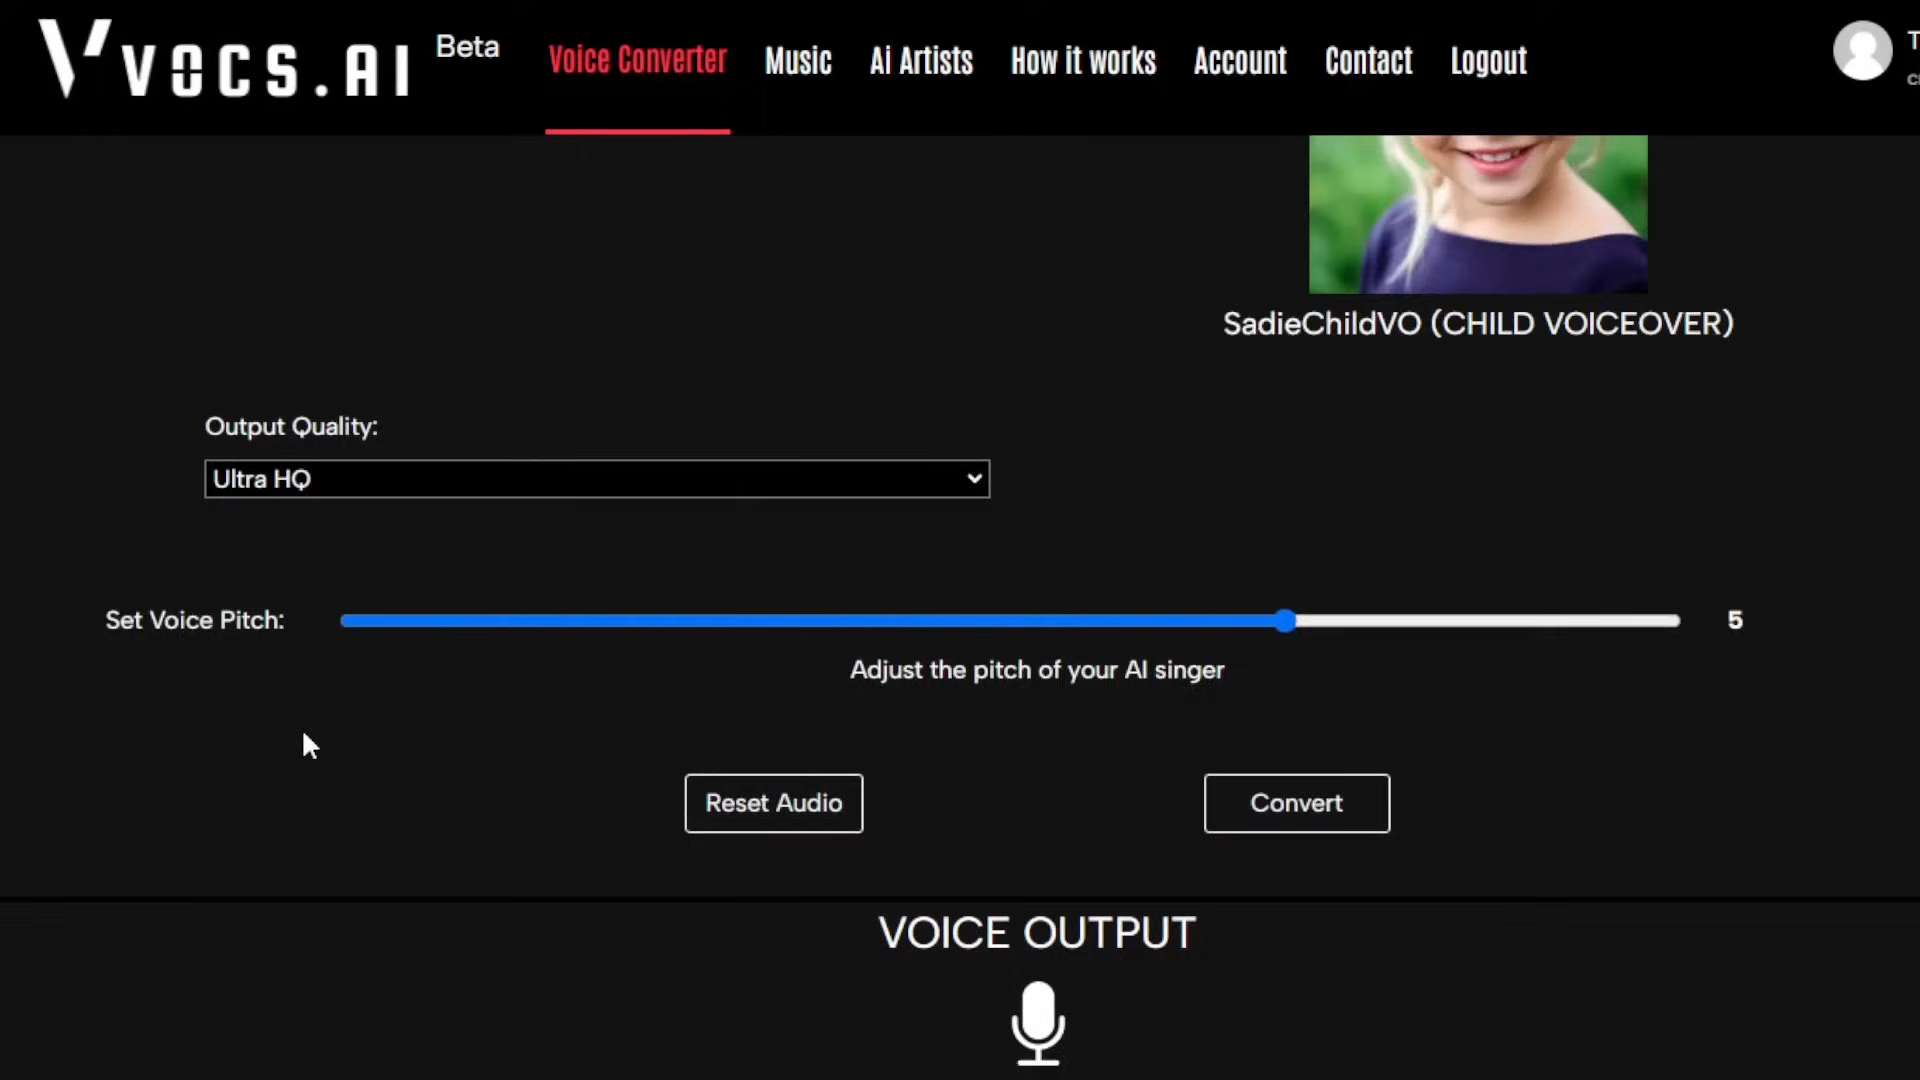 VOCS.AI Beta
Voice Converter Music Ai Artists How it works Account Contact Logout
SadieChildVO (CHILD VOICEOVER)
Output Quality:
Ultra HQ
Set Voice Pitch: 5
Adjust the pitch of your AI singer
Reset Audio Convert
VOICE OUTPUT